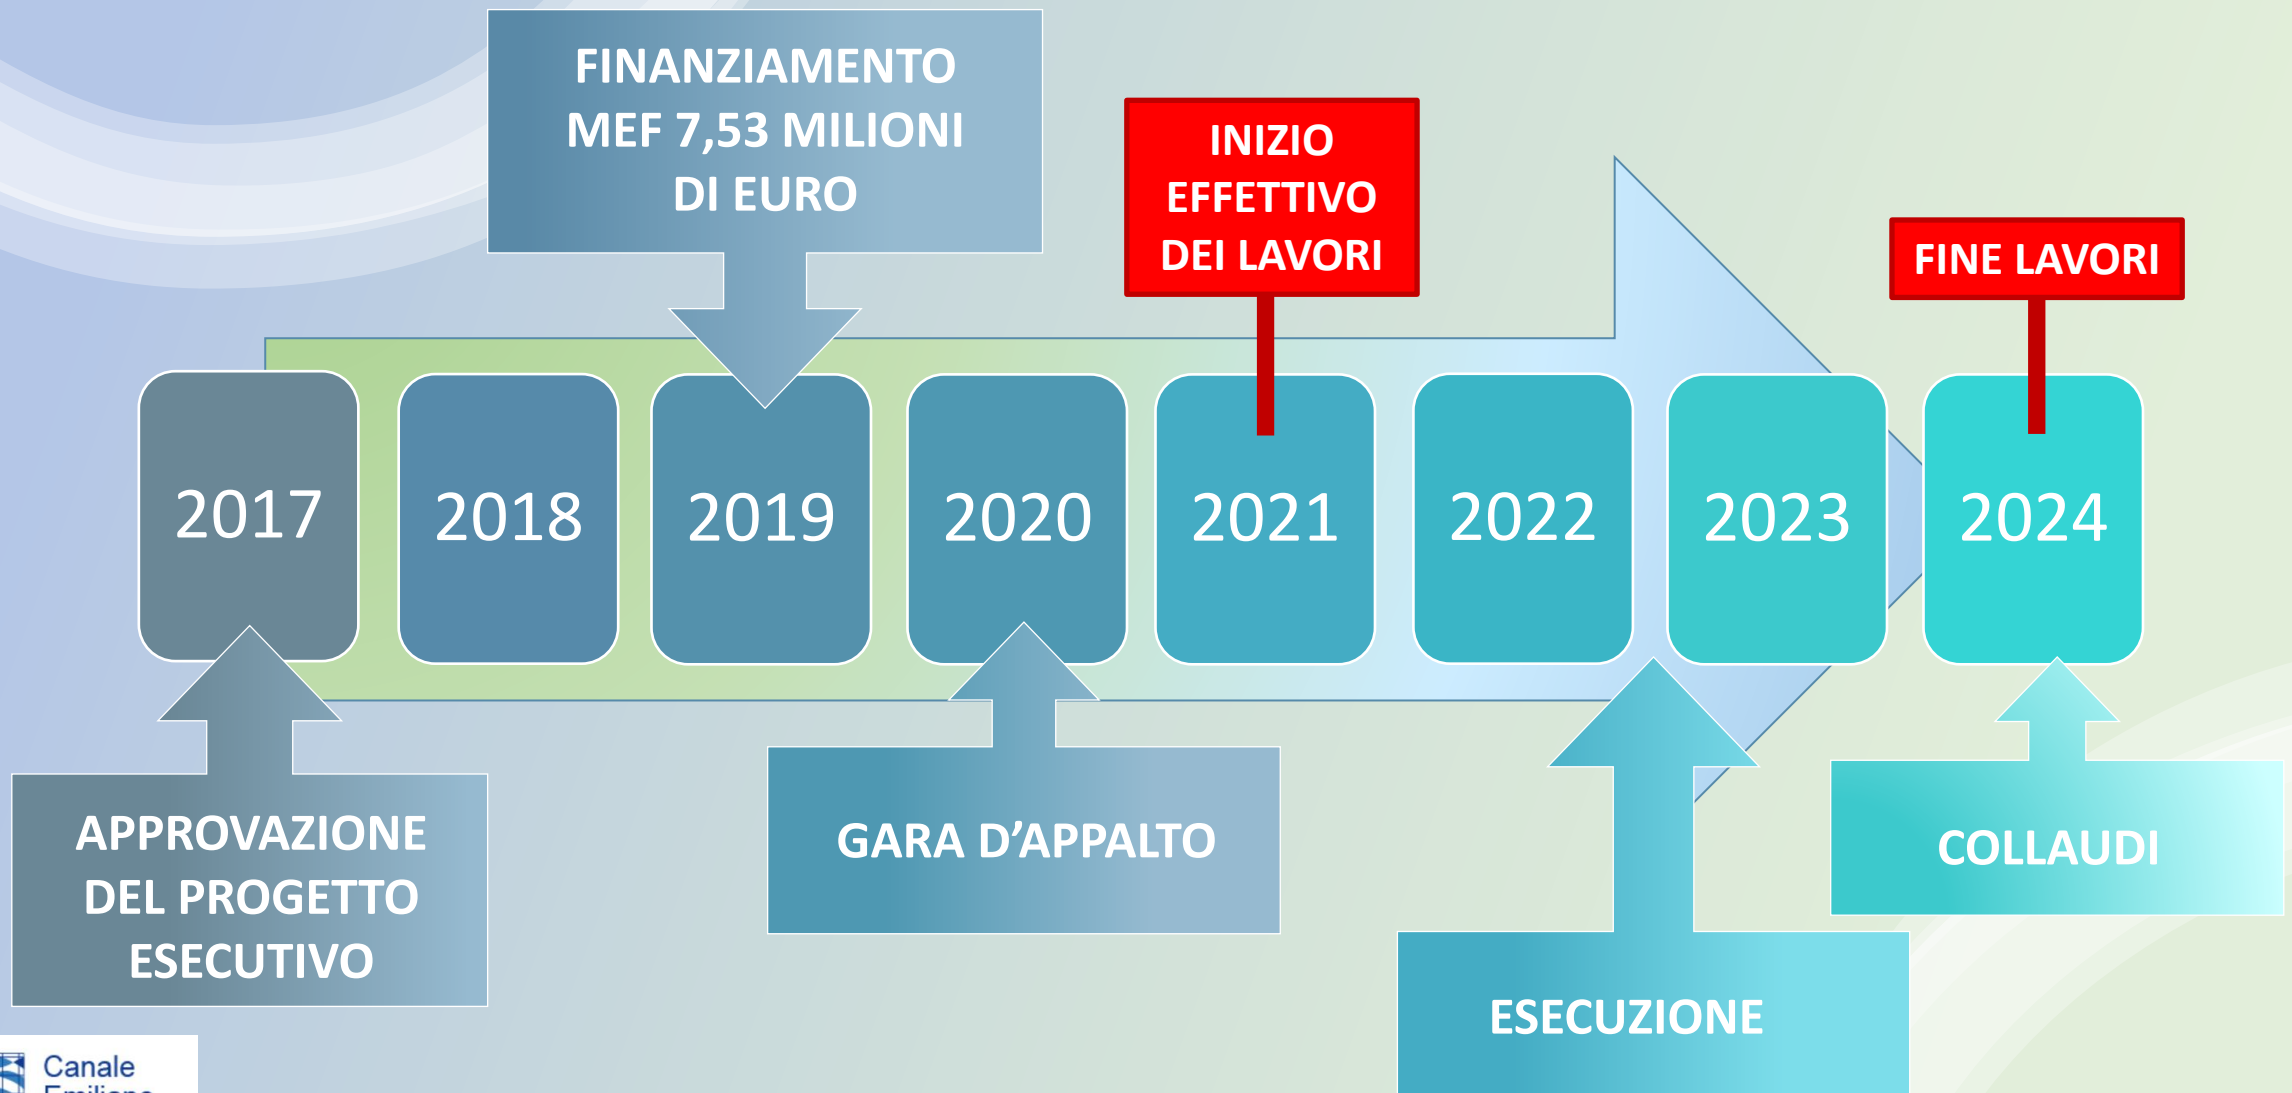 FINANZIAMENTO
MEF 7,53 MILIONI
DI EURO
INIZIO
EFFETTIVO
DEI LAVORI
FINE LAVORI
2017
2018
2019
2020
2021
2022
2023
2024
APPROVAZIONE
DEL PROGETTO
ESECUTIVO
GARA D’APPALTO
ESECUZIONE
COLLAUDI
Canale